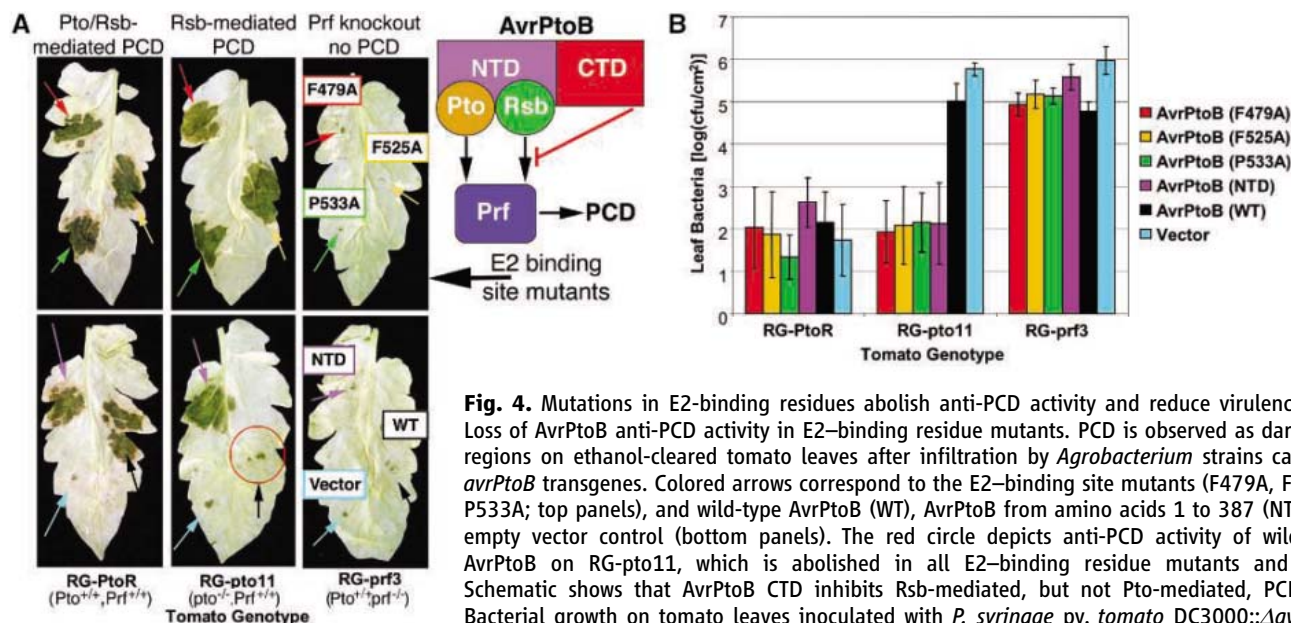 A
Pto/Rsb-
mediated PCD
Rsb-mediated
PCD
Prf knockout
no PCD
F479A
F525A
P533A
NTD
WT
Vector
RG-PtoR
(Pto+/+,Prf+/+)
RG-pto11
(pto-/-,Prf+/+)
RG-prf3
(Pto+/+,prf-/-)
Tomato Genotype
AvrPtoB
NTD
CTD
Pto
Rsb
Prf
PCD
E2 binding
site mutants
B
Leaf Bacteria [log(cfu/cm²)]
7
6
5
4
3
2
1
0
RG-PtoR
RG-pto11
RG-prf3
Tomato Genotype
AvrPtoB (F479A)
AvrPtoB (F525A)
AvrPtoB (P533A)
AvrPtoB (NTD)
AvrPtoB (WT)
Vector
Fig. 4. Mutations in E2-binding residues abolish anti-PCD activity and reduce virulenc
Loss of AvrPtoB anti-PCD activity in E2–binding residue mutants. PCD is observed as dar
regions on ethanol-cleared tomato leaves after infiltration by Agrobacterium strains ca
avrPtoB transgenes. Colored arrows correspond to the E2–binding site mutants (F479A, F
P533A; top panels), and wild-type AvrPtoB (WT), AvrPtoB from amino acids 1 to 387 (NT
empty vector control (bottom panels). The red circle depicts anti-PCD activity of wil
AvrPtoB on RG-pto11, which is abolished in all E2–binding residue mutants and
Schematic shows that AvrPtoB CTD inhibits Rsb-mediated, but not Pto-mediated, PC
Bacterial growth on tomato leaves inoculated with P. syringae pv. tomato DC3000::Δav